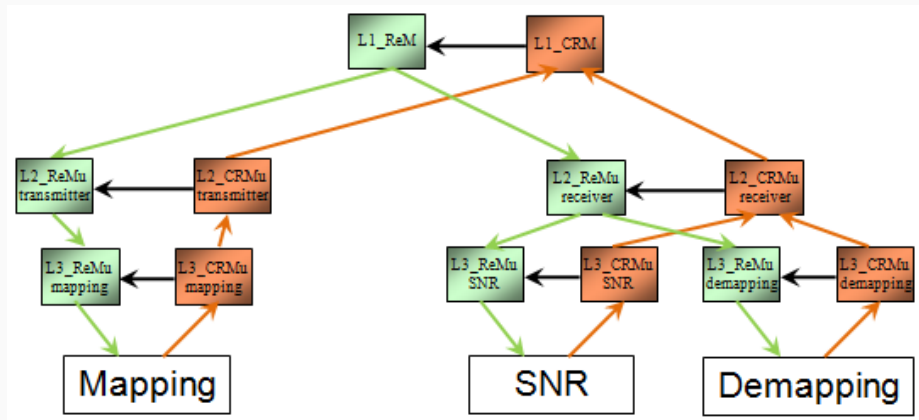 L1_ReM
L1_CRM
L2_ReMu
transmitter
L2_CRMu
transmitter
L2_ReMu
receiver
L2_CRMu
receiver
L3_ReMu
mapping
L3_CRMu
mapping
L3_ReMu
SNR
L3_CRMu
SNR
L3_ReMu
demapping
L3_CRMu
demapping
Mapping
SNR
Demapping